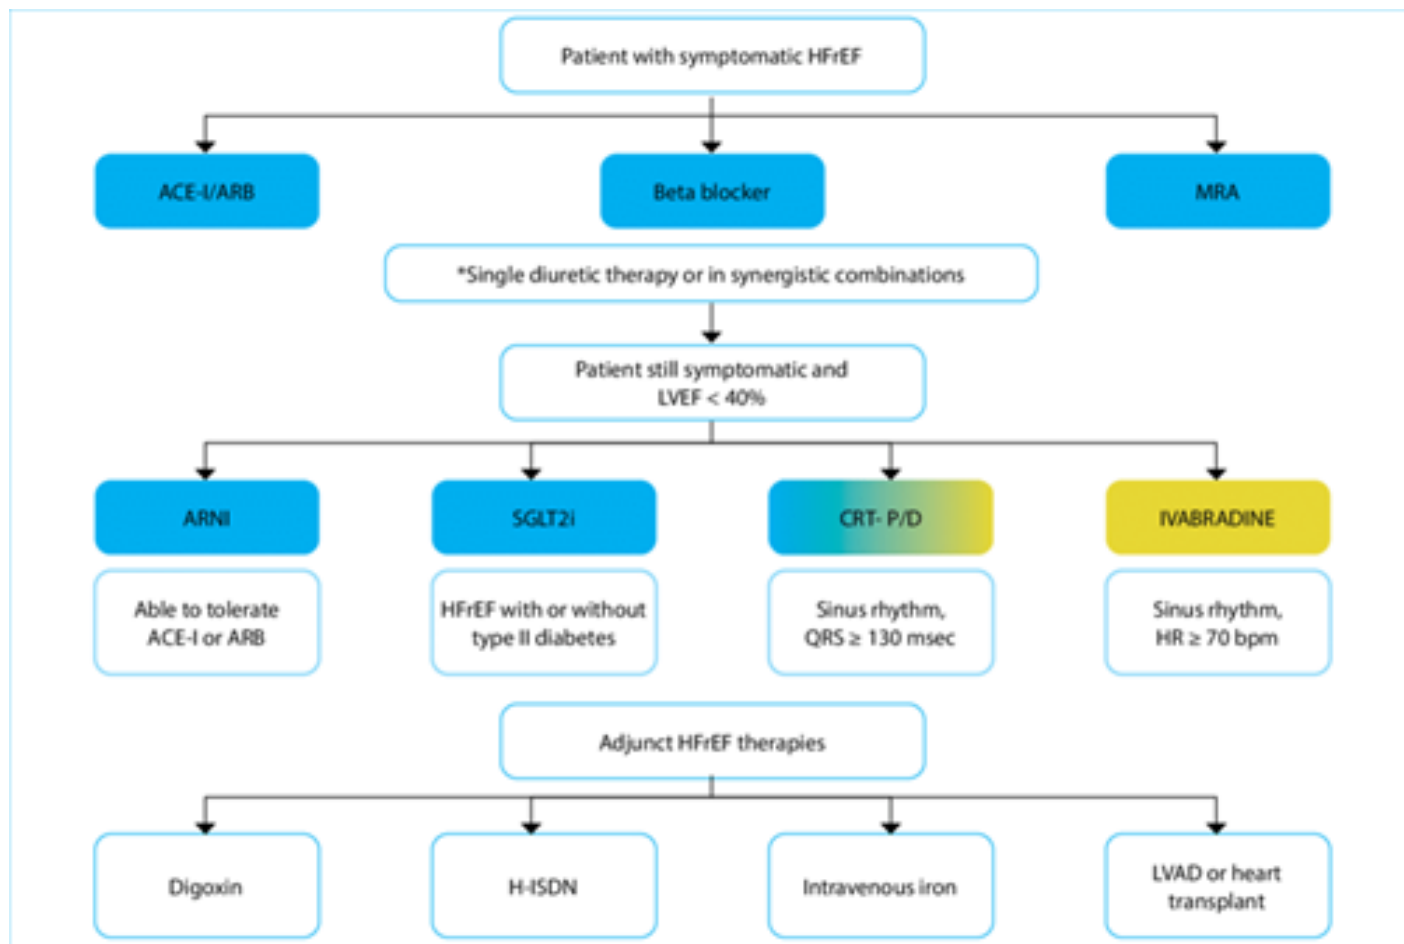 Patient with symptomatic HFrEF
ACE-I/ARB
Beta blocker
MRA
*Single diuretic therapy or in synergistic combinations
Patient still symptomatic and
LVEF < 40%
ARNI
SGLT2i
CRT- P/D
IVABRADINE
Able to tolerate
ACE-I or ARB
HFrEF with or without
type II diabetes
Sinus rhythm,
QRS ≥ 130 msec
Sinus rhythm,
HR ≥ 70 bpm
Adjunct HFrEF therapies
Digoxin
H-ISDN
Intravenous iron
LVAD or heart
transplant